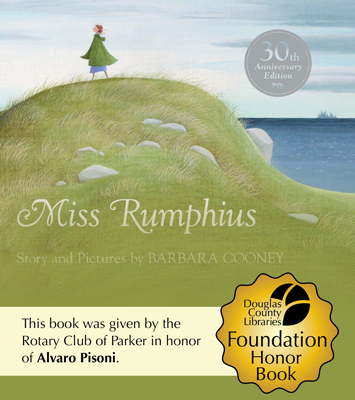 30th
Anniversary
Edition
Miss Rumphius
Story and Pictures by BARBARA COONEY
This book was given by the
Rotary Club of Parker in honor
of Alvaro Pisoni.
Douglas
County
Libraries
Foundation
Honor
Book